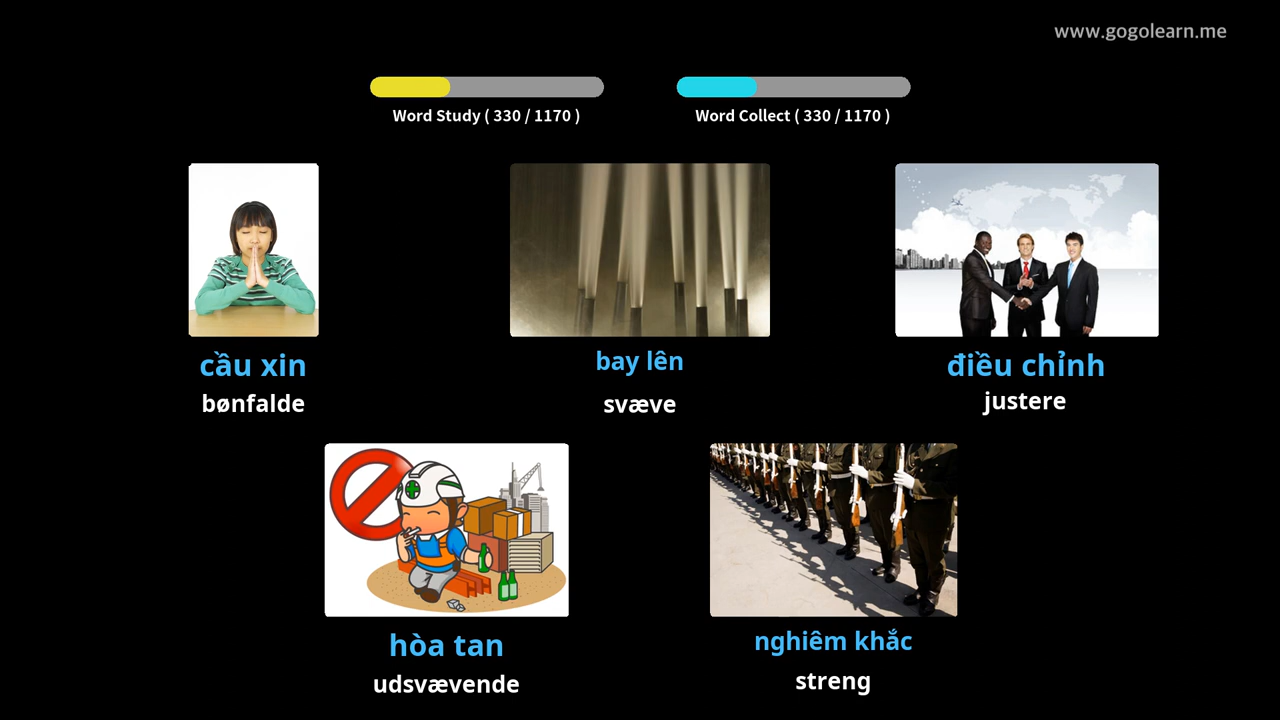 www.gogolearn.me
Word Study ( 330 / 1170 )
Word Collect ( 330 / 1170 )
cầu xin
bønfalde
bay lên
svæve
điều chỉnh
justere
hòa tan
udsvævende
nghiêm khắc
streng